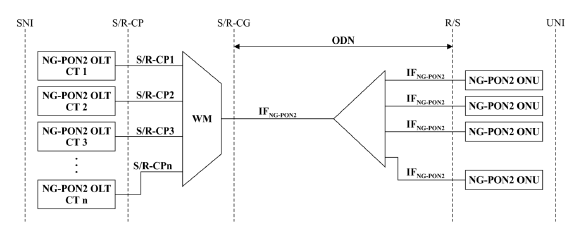 SNI S/R-CP S/R-CG R/S UNI
ODN
NG-PON2 OLT
CT 1
S/R-CP1
NG-PON2 OLT
CT 2
S/R-CP2
NG-PON2 OLT
CT 3
S/R-CP3
S/R-CPn
NG-PON2 OLT
CT n
WM
IFNG-PON2
IFNG-PON2
NG-PON2 ONU
IFNG-PON2
NG-PON2 ONU
IFNG-PON2
NG-PON2 ONU
IFNG-PON2
NG-PON2 ONU